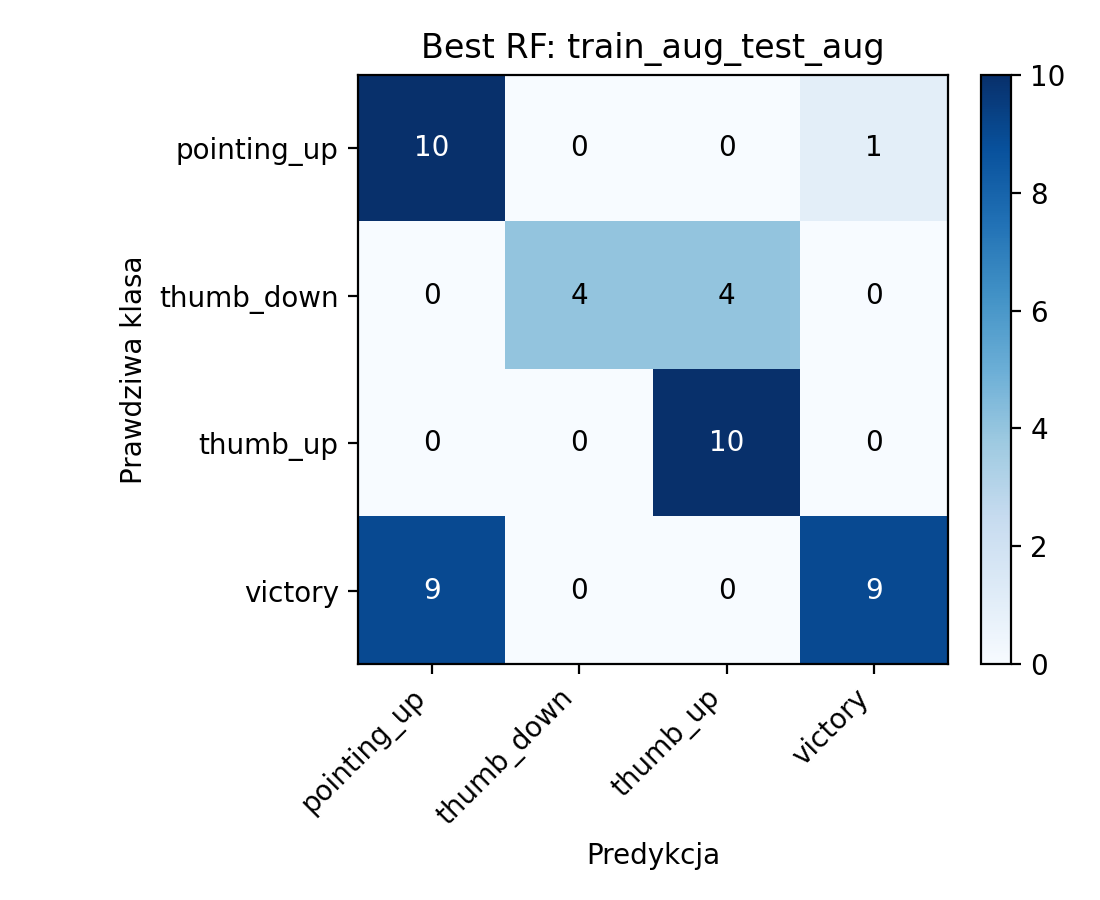 Best RF: train_aug_test_aug
10
pointing_up 10 0 0 1
8
thumb_down 0 4 4 0
6
Prawdziwa klasa
4
thumb_up 0 0 10 0
2
victory 9 0 0 9
0
pointing_up thumb_down thumb_up victory
Predykcja